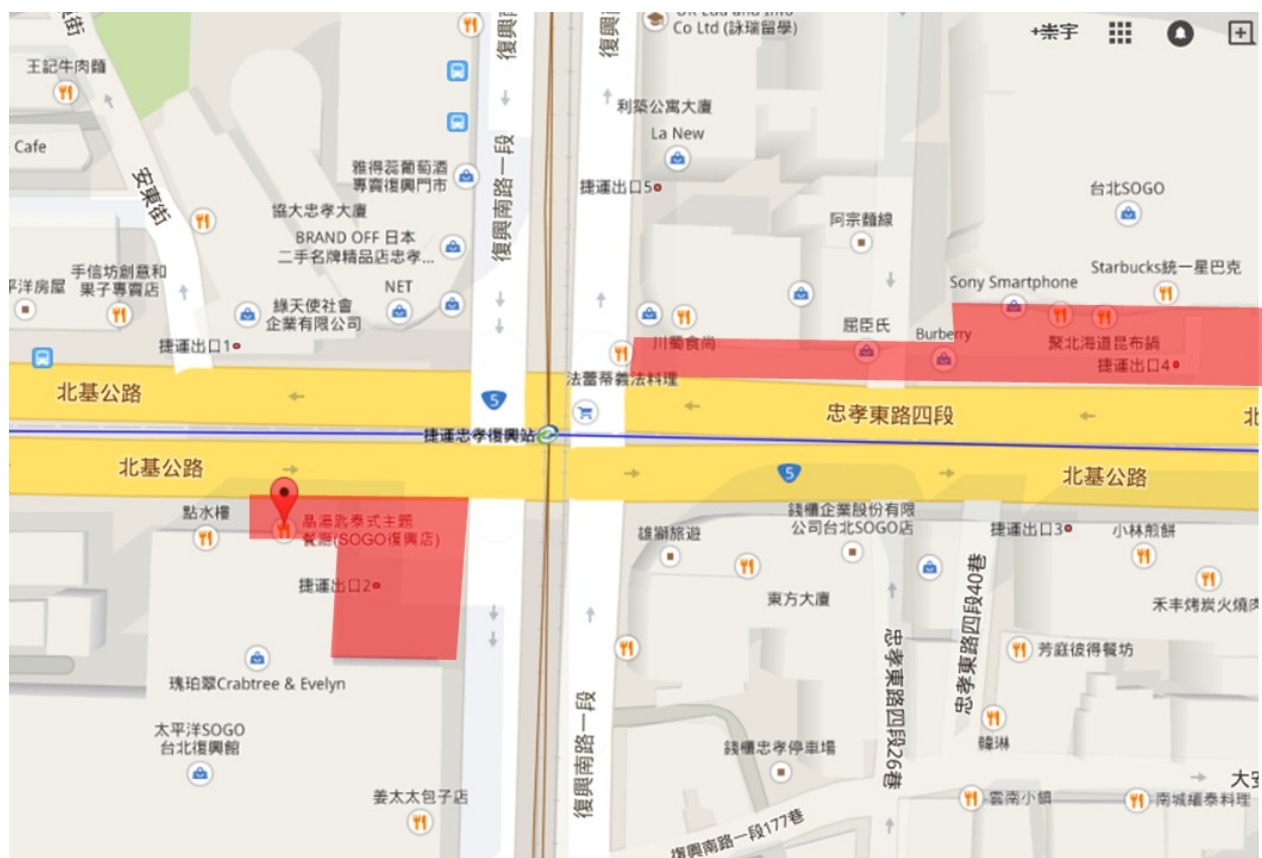 UK Edu and Info
Co Ltd (詠瑞留學)
+崇宇
王記牛肉麵
復興南
復興南
利築公寓大廈
La New
Cafe
安東街
雅得蕊葡萄酒
專賣復興門市
復興南路一段
捷運出口5
台北SOGO
協大忠孝大廈
阿宗麵線
BRAND OFF 日本
二手名牌精品店忠孝...
手信坊創意和
果子專賣店
平洋房屋
NET
Sony Smartphone
Starbucks統一星巴克
綠天使社會
企業有限公司
屈臣氏
Burberry
捷運出口1
川蜀食尚
聚北海道昆布鍋
捷運出口4
法蕾蒂義法料理
北基公路
5
忠孝東路四段
北
捷運忠孝復興站
北基公路
5
北基公路
點水樓
晶湯匙泰式主題
餐廳(SOGO復興店)
雄獅旅遊
錢櫃企業股份有限
公司台北SOGO店
捷運出口3
小林煎餅
捷運出口2
東方大廈
忠孝東路四段40巷
禾丰烤炭火燒肉
忠孝東路四段26巷
芳庭彼得餐坊
瑰珀翠Crabtree & Evelyn
太平洋SOGO
台北復興館
復興南路一段
錢櫃忠孝停車場
韓琳
大安
姜太太包子店
雲南小鎮
南城緬泰料理
復興南路一段177巷